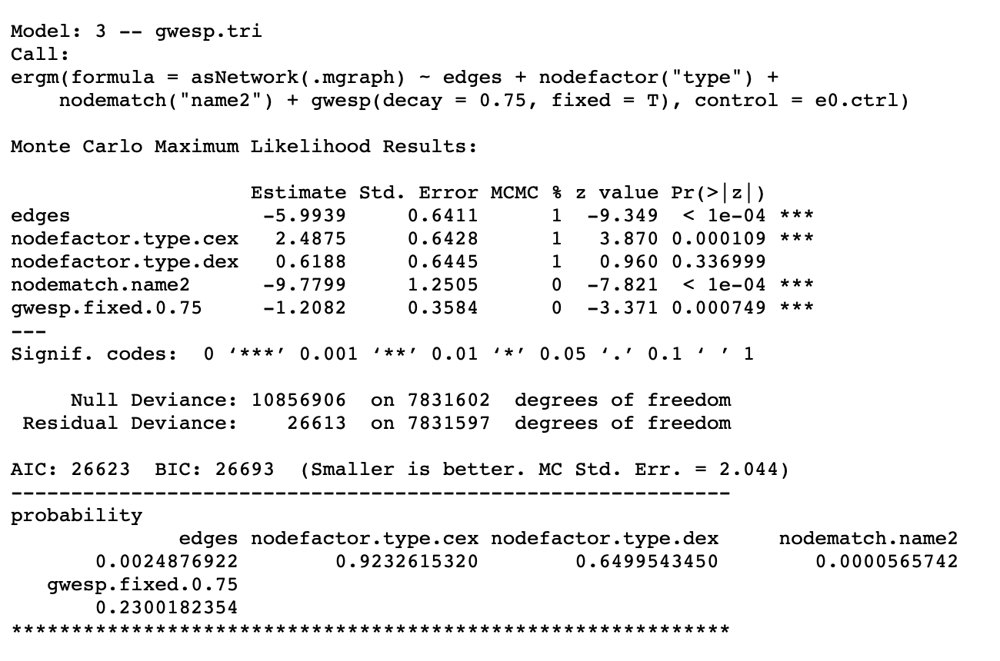 Model: 3 -- gwesp.tri
Call:
ergm(formula = asNetwork(.mgraph) ~ edges + nodefactor("type") +
    nodematch("name2") + gwesp(decay = 0.75, fixed = T), control = e0.ctrl)

Monte Carlo Maximum Likelihood Results:

                    Estimate Std. Error MCMC % z value Pr(>|z|)
edges                -5.9939     0.6411      1  -9.349  < 1e-04 ***
nodefactor.type.cex   2.4875     0.6428      1   3.870 0.000109 ***
nodefactor.type.dex   0.6188     0.6445      1   0.960 0.336999
nodematch.name2      -9.7799     1.2505      0  -7.821  < 1e-04 ***
gwesp.fixed.0.75     -1.2082     0.3584      0  -3.371 0.000749 ***
---
Signif. codes:  0 ‘***’ 0.001 ‘**’ 0.01 ‘*’ 0.05 ‘.’ 0.1 ‘ ’ 1

     Null Deviance: 10856906  on 7831602  degrees of freedom
 Residual Deviance:    26613  on 7831597  degrees of freedom

AIC: 26623  BIC: 26693  (Smaller is better. MC Std. Err. = 2.044)
------------------------------------------------------------
probability
              edges nodefactor.type.cex nodefactor.type.dex     nodematch.name2
       0.0024876922        0.9232615320        0.6499543450        0.0000565742
   gwesp.fixed.0.75
       0.2300182354
************************************************************